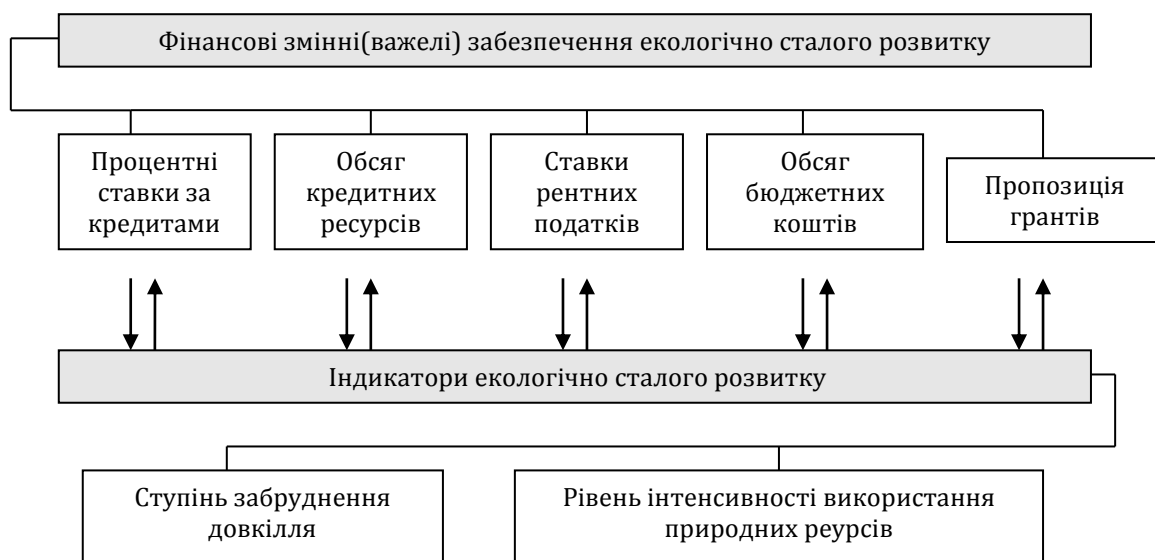 Фінансові змінні(важелі) забезпечення екологічно сталого розвитку
Процентні
ставки за
кредитами
Обсяг
кредитних
ресурсів
Ставки
рентних
податків
Обсяг
бюджетних
коштів
Пропозиція
грантів
Індикатори екологічно сталого розвитку
Ступінь забруднення
довкілля
Рівень інтенсивності використання
природних реурсів